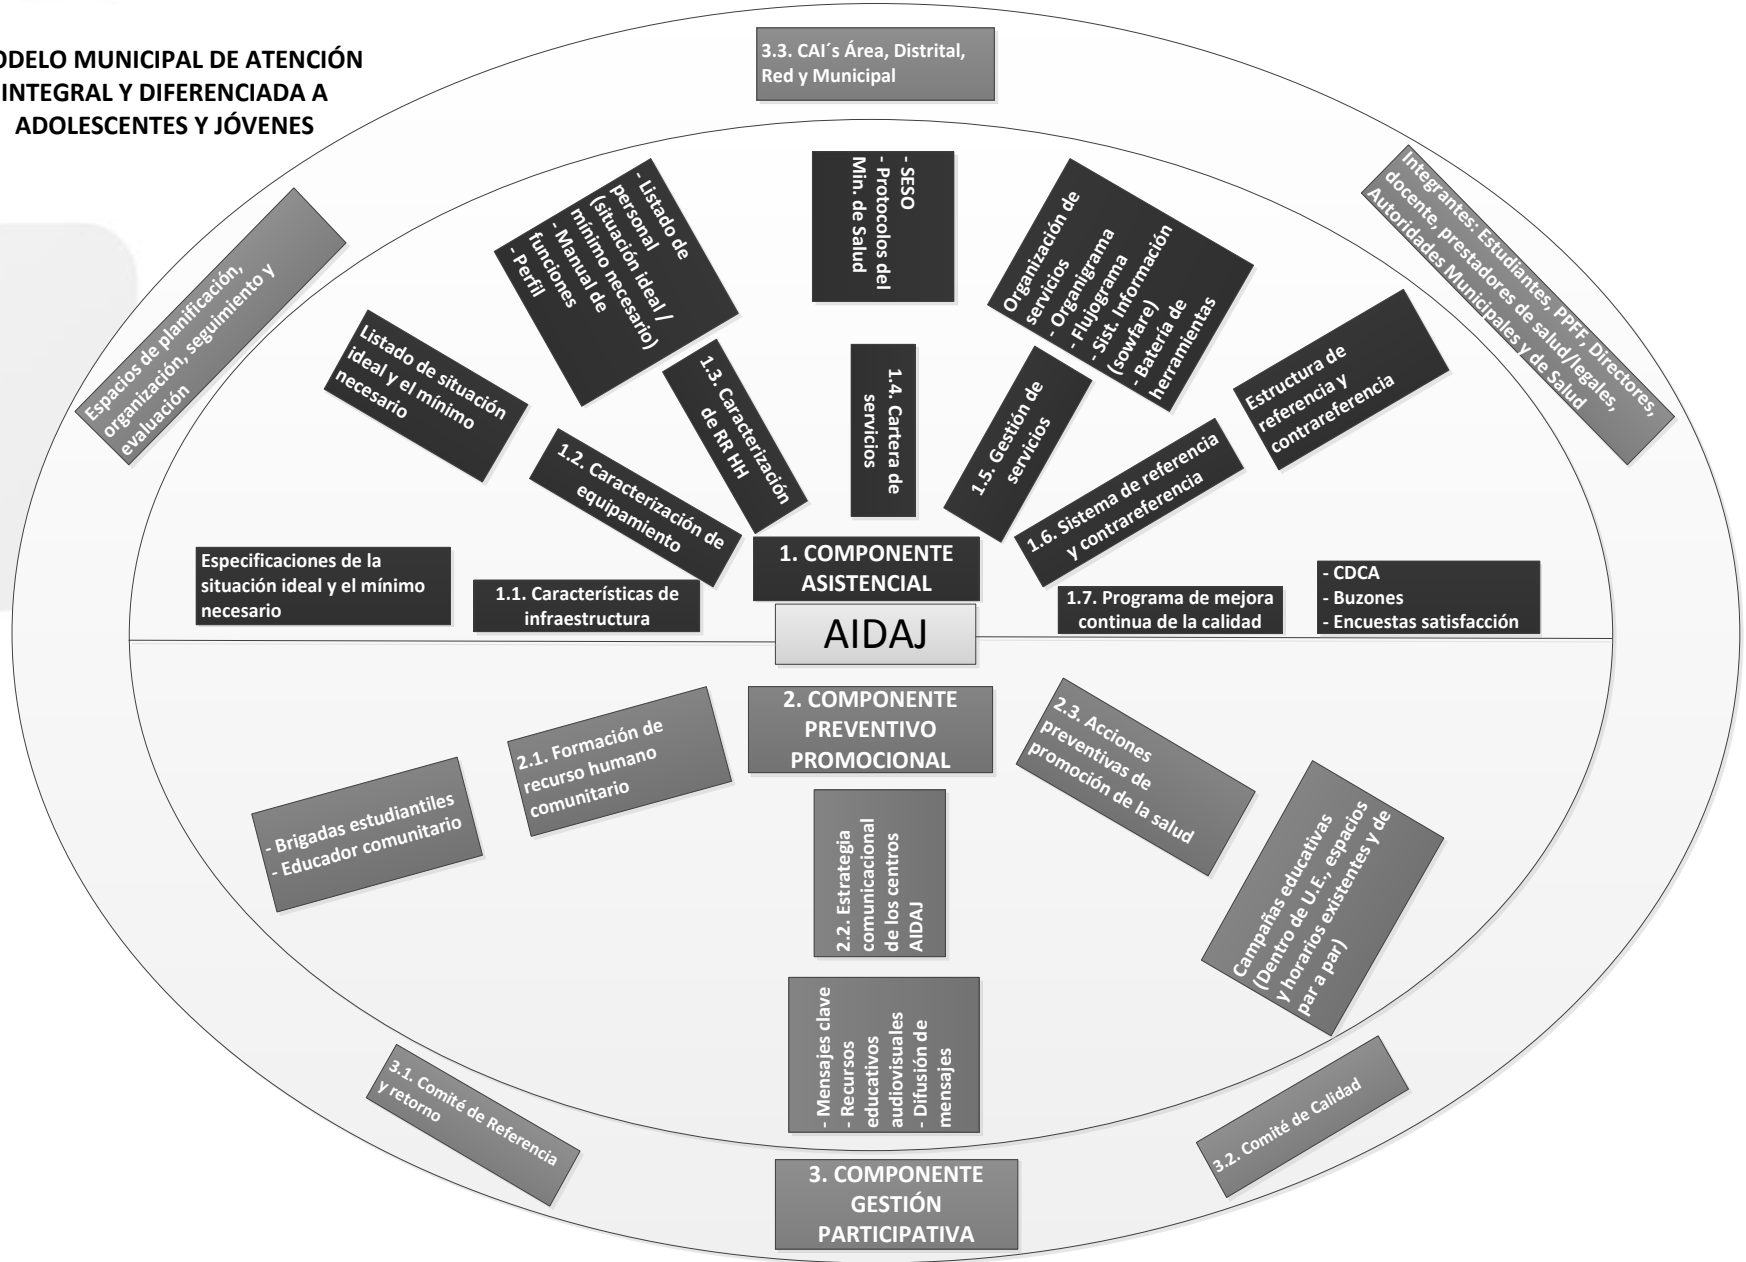 ODELO MUNICIPAL DE ATENCIÓN
INTEGRAL Y DIFERENCIADA A
ADOLESCENTES Y JÓVENES
3.3. CAI´s Área, Distrital,
Red y Municipal
Espacios de planificación,
organización, seguimiento y
evaluación
Integrantes: Estudiantes, PPFF, Directores,
docente, prestadores de salud/legales,
Autoridades Municipales y de Salud
- Listado de
personal
(situación ideal /
mínimo necesario)
- Manual de
funciones
- Perfil
- SESO
- Protocolos del
Min. de Salud
Organización de
servicios
- Organigrama
- Flujograma
- Sist. Información
(sowfare)
- Batería de
herramientas
Listado de situación
ideal y el mínimo
necesario
1.3. Caracterización
de RR HH
1.4. Cartera de
servicios
1.5. Gestión de
servicios
Estructura de
referencia y
contrareferencia
1.2. Caracterización de
equipamiento
1.6. Sistema de referencia
y contrareferencia
Especificaciones de la
situación ideal y el mínimo
necesario
1.1. Características de
infraestructura
1. COMPONENTE
ASISTENCIAL
1.7. Programa de mejora
continua de la calidad
- CDCA
- Buzones
- Encuestas satisfacción
AIDAJ
2. COMPONENTE
PREVENTIVO
PROMOCIONAL
2.1. Formación de
recurso humano
comunitario
- Brigadas estudiantiles
- Educador comunitario
2.2. Estrategia
comunicacional
de los centros
AIDAJ
- Mensajes clave
- Recursos
educativos
audiovisuales
- Difusión de
mensajes
2.3. Acciones
preventivas de
promoción de la salud
Campañas educativas
(Dentro de U.E., espacios
y horarios existentes y de
par a par)
3.1. Comité de Referencia
y retorno
3.2. Comité de Calidad
3. COMPONENTE
GESTIÓN
PARTICIPATIVA